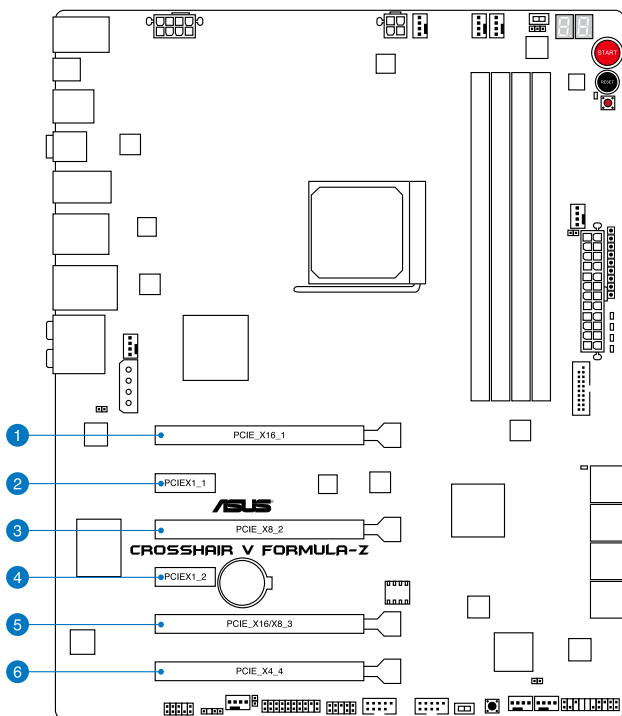 START
RESET
1
PCIE_X16_1
2
PCIEX1_1
ASUS
3
PCIE_X8_2
CROSSHAIR V FORMULA-Z
4
PCIEX1_2
5
PCIE_X16/X8_3
6
PCIE_X4_4